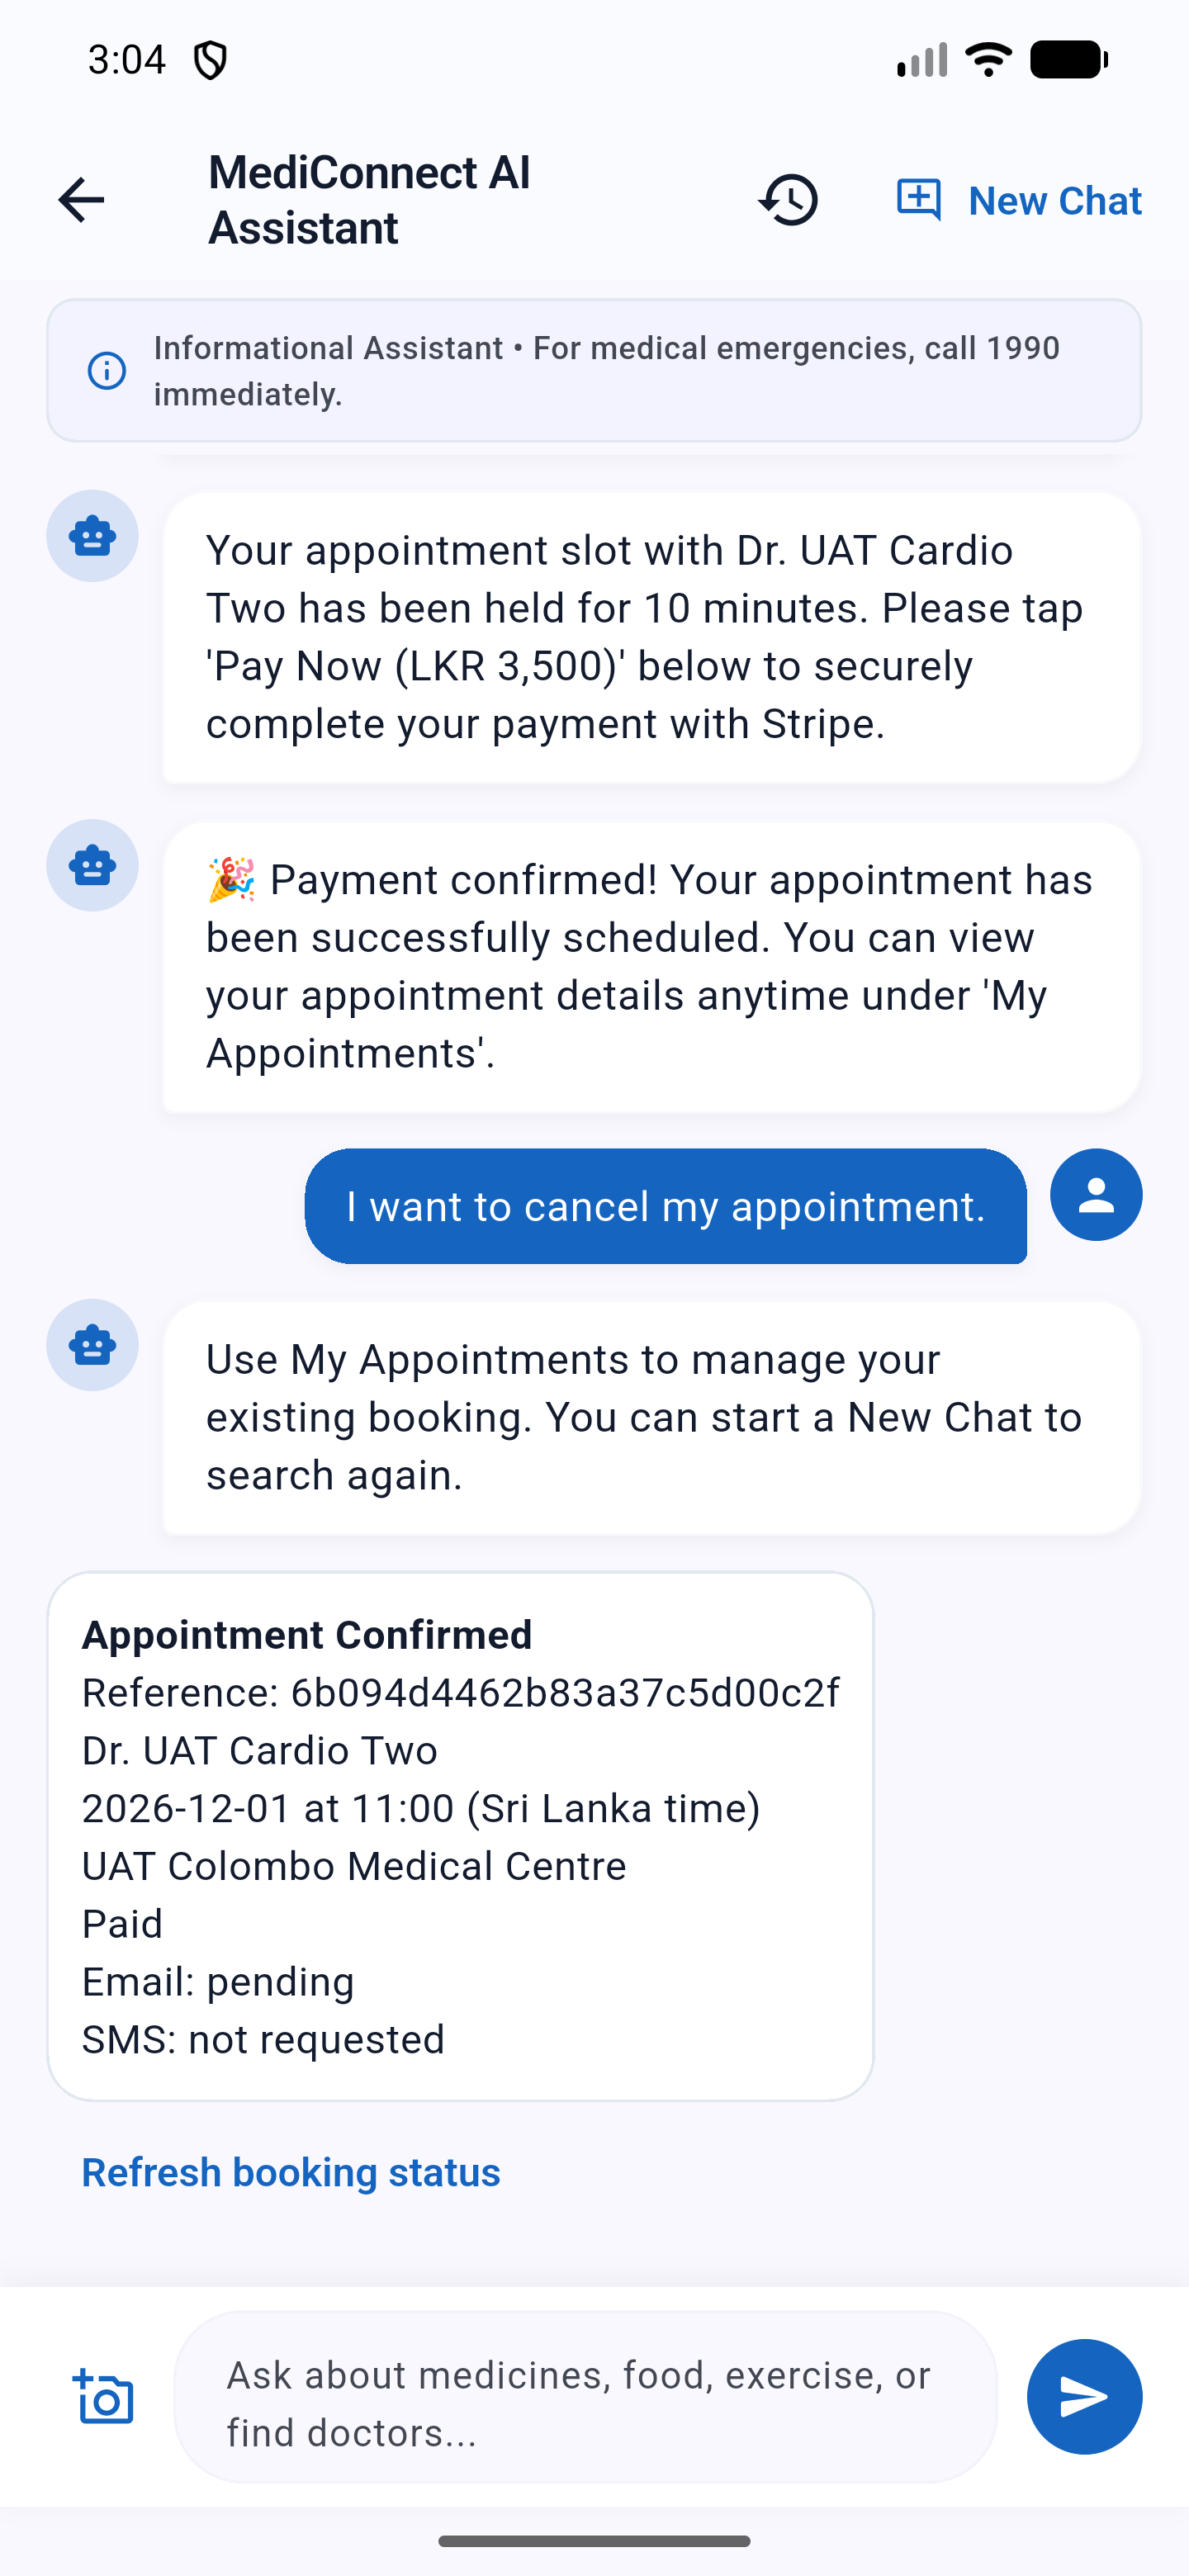 3:04
MediConnect AI
Assistant
New Chat
Informational Assistant • For medical emergencies, call 1990
immediately.
Your appointment slot with Dr. UAT Cardio
Two has been held for 10 minutes. Please tap
'Pay Now (LKR 3,500)' below to securely
complete your payment with Stripe.
🎉 Payment confirmed! Your appointment has
been successfully scheduled. You can view
your appointment details anytime under 'My
Appointments'.
I want to cancel my appointment.
Use My Appointments to manage your
existing booking. You can start a New Chat to
search again.
Appointment Confirmed
Reference: 6b094d4462b83a37c5d00c2f
Dr. UAT Cardio Two
2026-12-01 at 11:00 (Sri Lanka time)
UAT Colombo Medical Centre
Paid
Email: pending
SMS: not requested
Refresh booking status
Ask about medicines, food, exercise, or
find doctors...